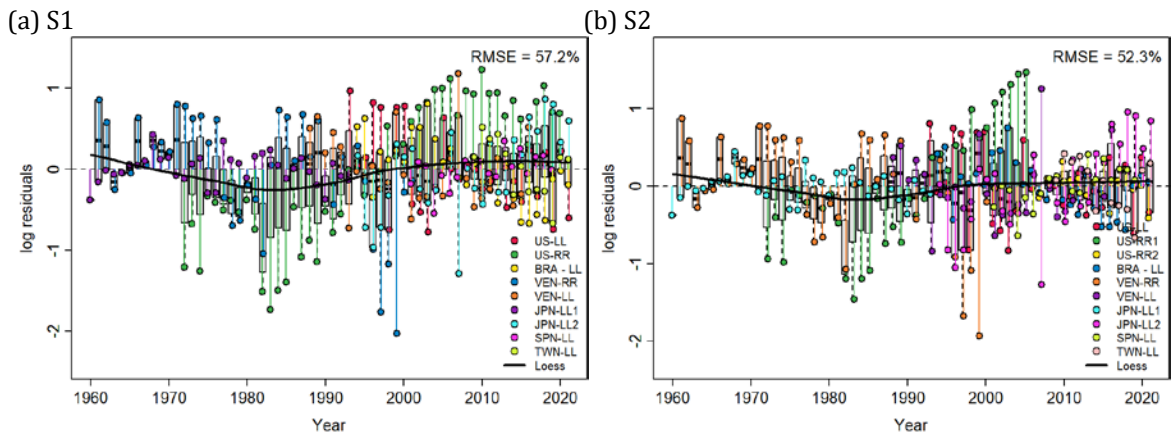 (a) S1
(b) S2
RMSE = 57.2%
log residuals
1
0
-1
-2
US-LL
US-RR
BRA - LL
VEN-RR
VEN-LL
JPN-LL1
JPN-LL2
SPN-LL
TWN-LL
Loess
1960 1970 1980 1990 2000 2010 2020
Year
RMSE = 52.3%
log residuals
1
0
-1
-2
US-RR1
US-RR2
BRA - LL
VEN-RR
VEN-LL
JPN-LL1
JPN-LL2
SPN-LL
TWN-LL
Loess
1960 1970 1980 1990 2000 2010 2020
Year